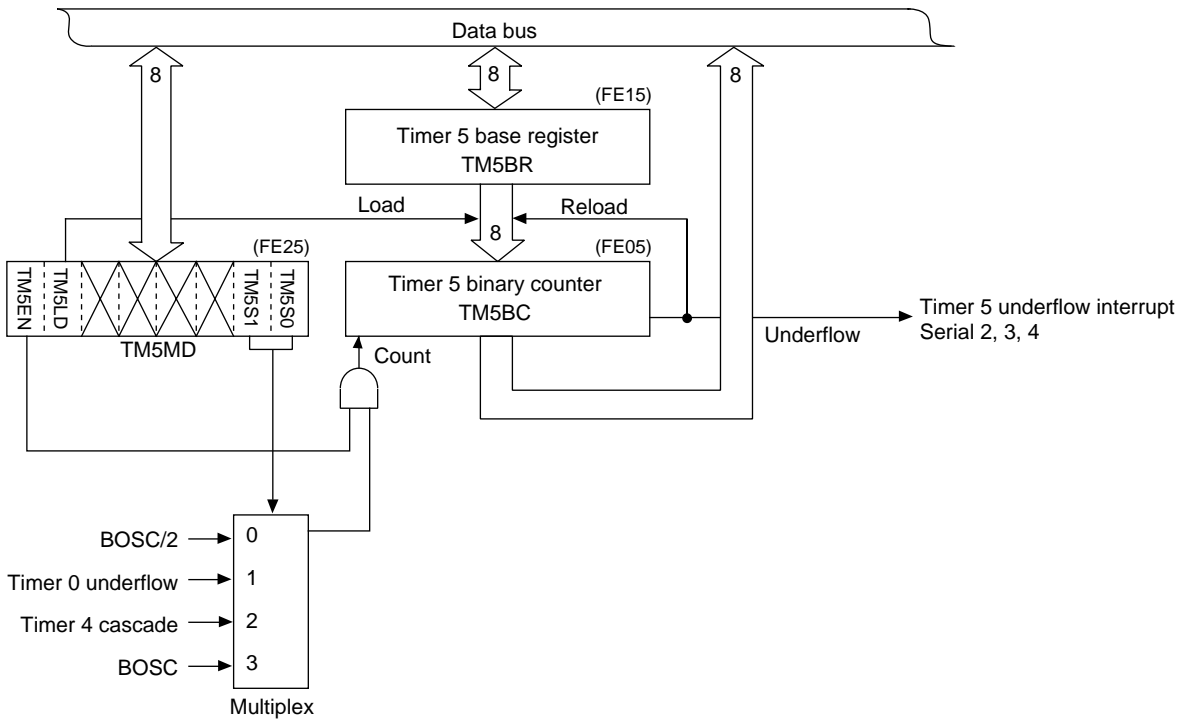 Data bus
8
8
8
(FE15)
Timer 5 base register
TM5BR
Load
Reload
8
(FE25)
(FE05)
TM5EN
TM5LD
TM5S1
TM5S0
Timer 5 binary counter
TM5BC
TM5MD
Count
Underflow
Timer 5 underflow interrupt
Serial 2, 3, 4
BOSC/2
0
Timer 0 underflow
1
Timer 4 cascade
2
BOSC
3
Multiplex